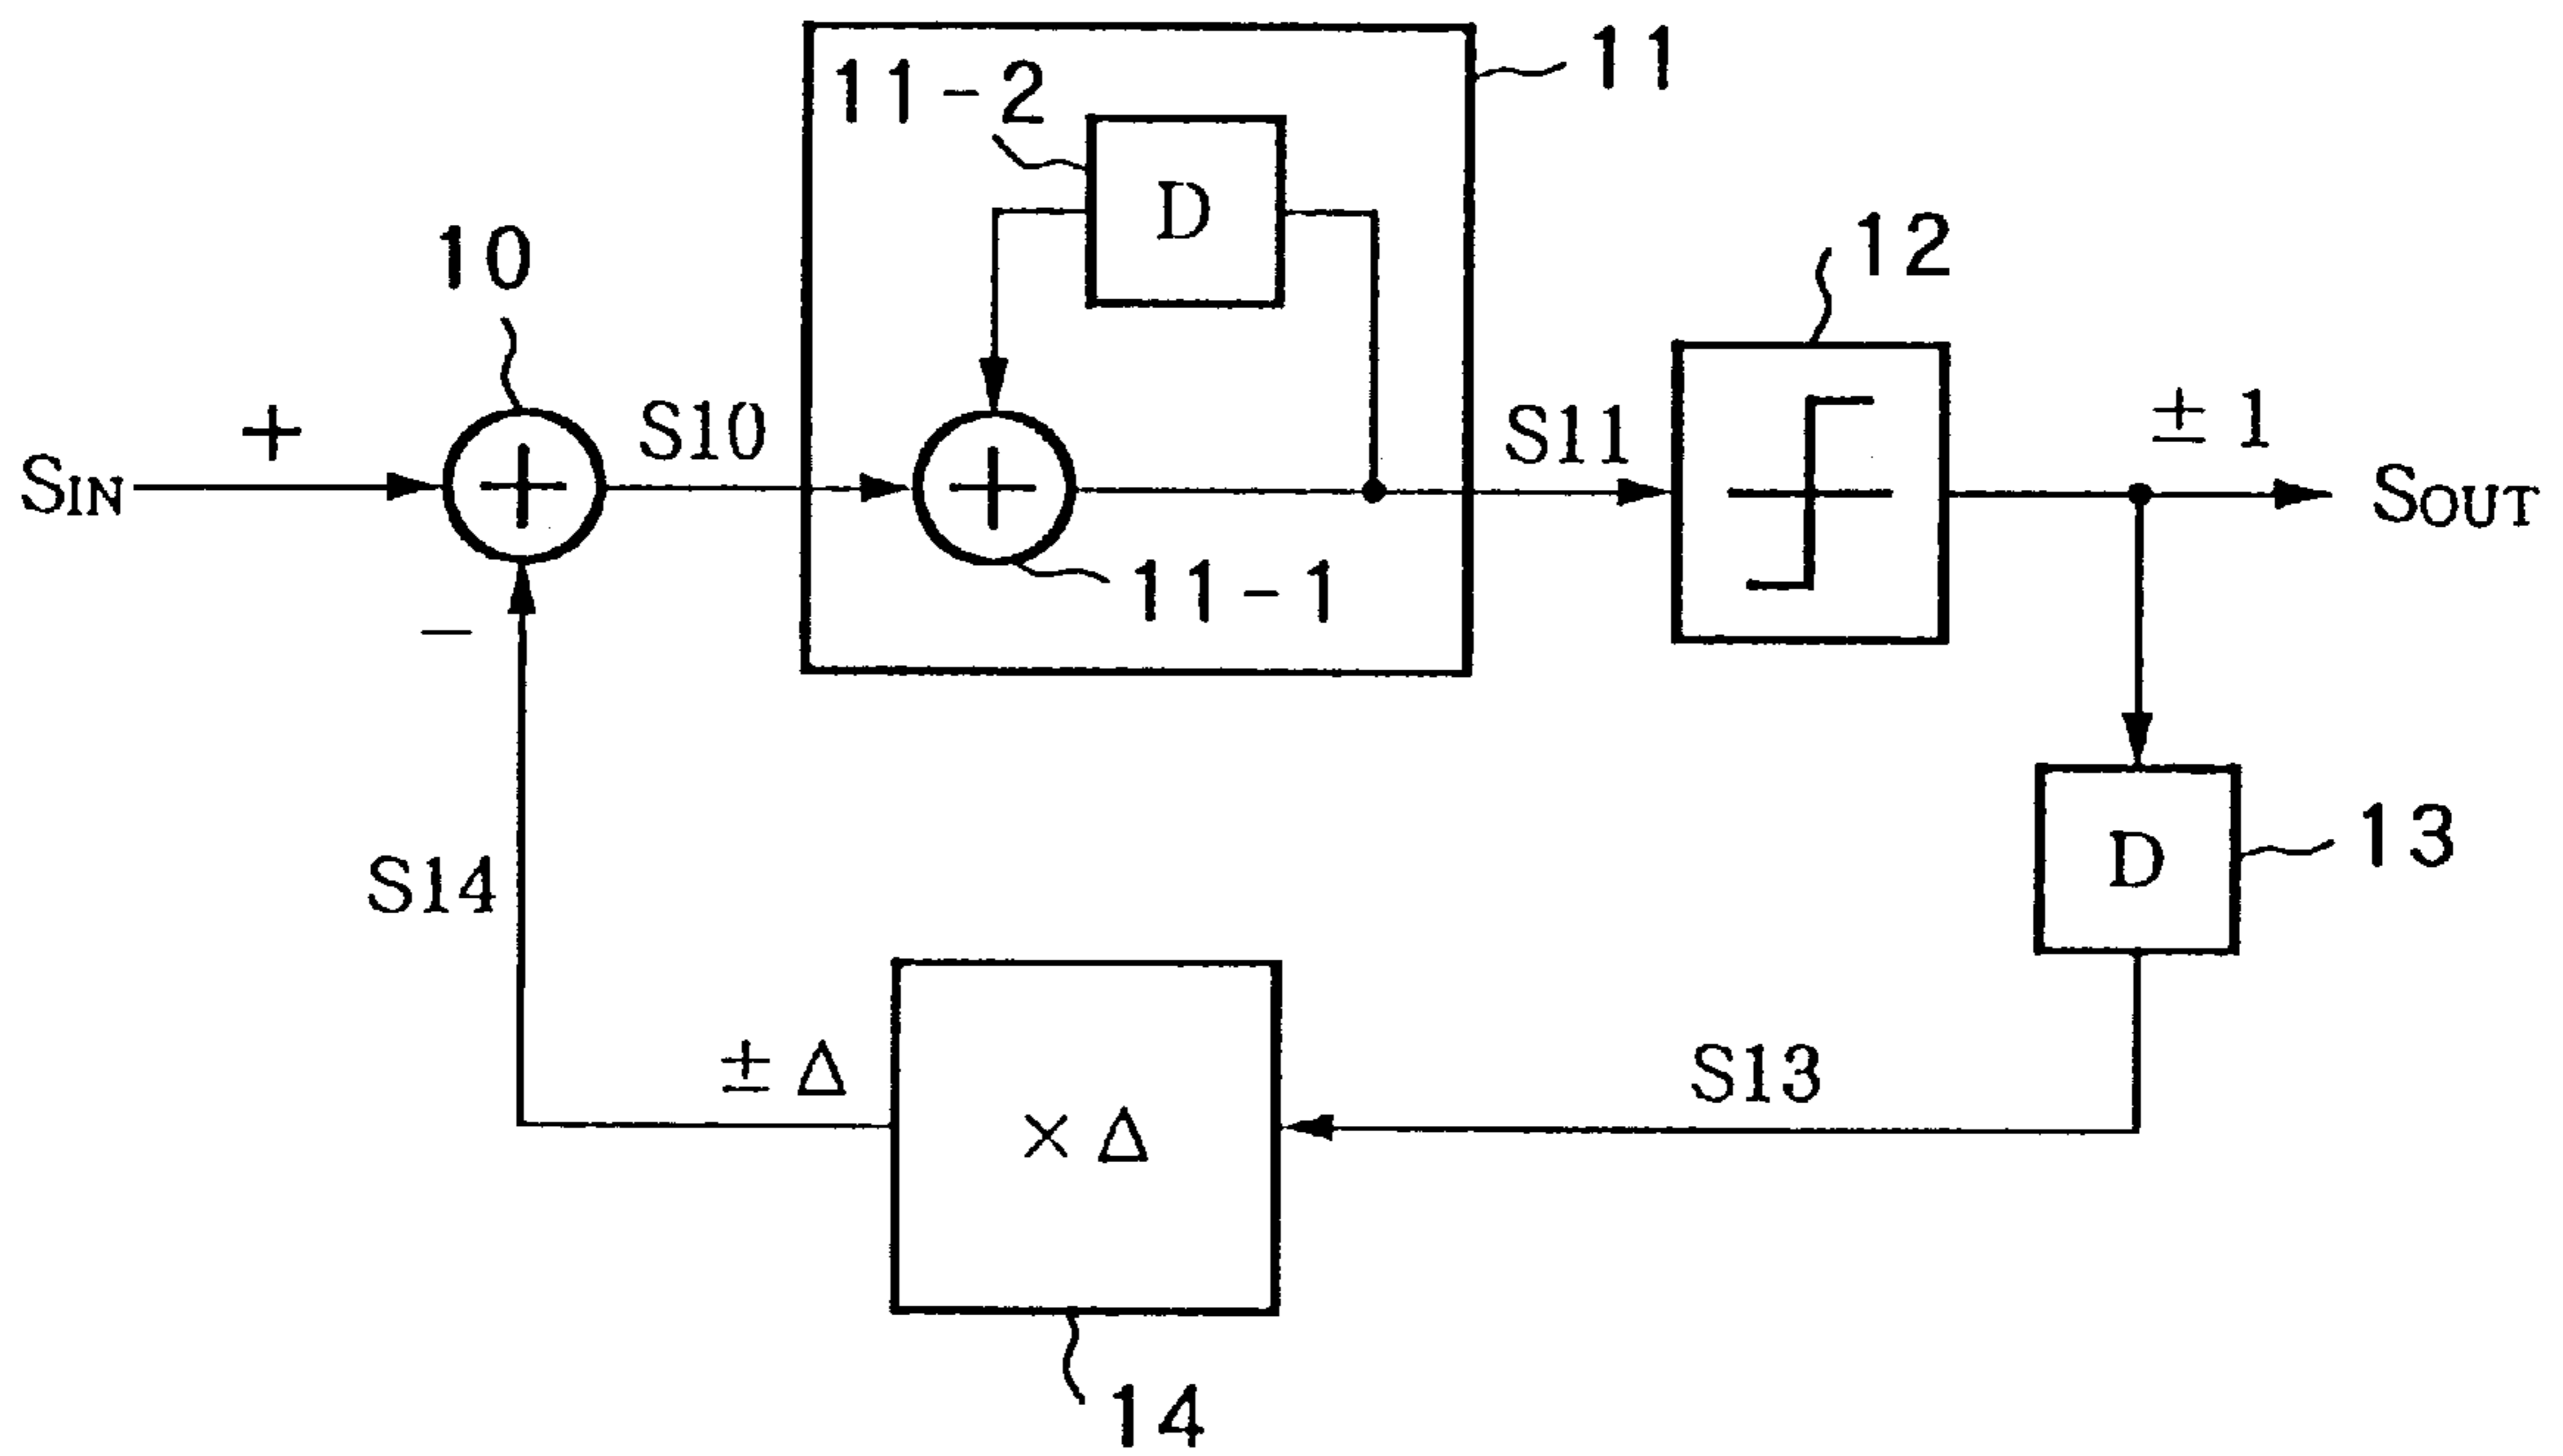 11
11-2
D
10
12
+
S10
S11
± 1
SIN
SOUT
11-1
−
13
D
S14
± Δ
S13
× Δ
14